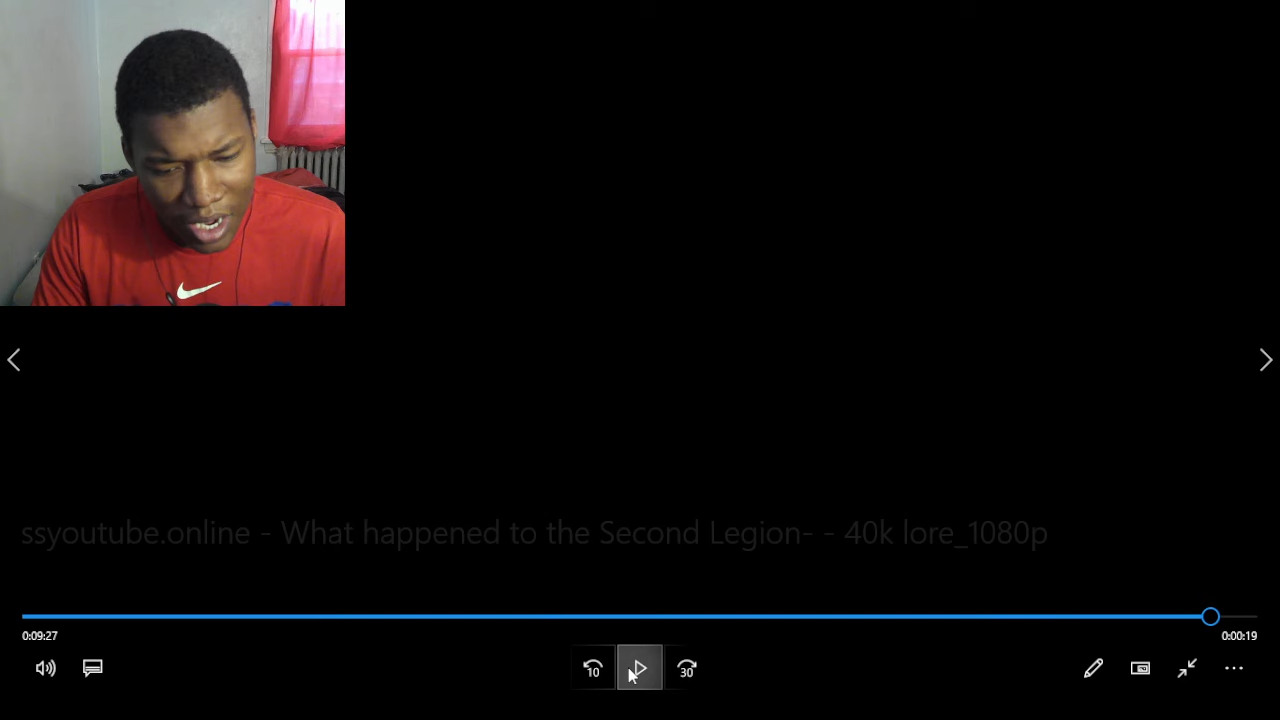 ssyoutube.online - What happened to the Second Legion- - 40k lore_1080p
0:09:27
0:00:19
10
30